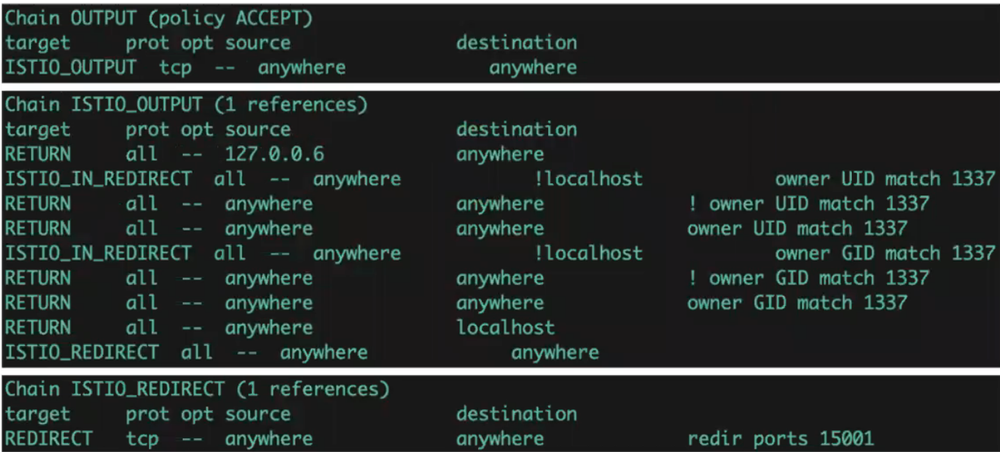 Chain OUTPUT (policy ACCEPT)
target     prot opt source               destination
ISTIO_OUTPUT  tcp  --  anywhere             anywhere
Chain ISTIO_OUTPUT (1 references)
target     prot opt source               destination
RETURN     all  --  127.0.0.6            anywhere
ISTIO_IN_REDIRECT  all  --  anywhere            !localhost            owner UID match 1337
RETURN     all  --  anywhere             anywhere             ! owner UID match 1337
RETURN     all  --  anywhere             anywhere             owner UID match 1337
ISTIO_IN_REDIRECT  all  --  anywhere            !localhost            owner GID match 1337
RETURN     all  --  anywhere             anywhere             ! owner GID match 1337
RETURN     all  --  anywhere             anywhere             owner GID match 1337
RETURN     all  --  anywhere             localhost
ISTIO_REDIRECT  all  --  anywhere             anywhere
Chain ISTIO_REDIRECT (1 references)
target     prot opt source               destination
REDIRECT   tcp  --  anywhere             anywhere             redir ports 15001